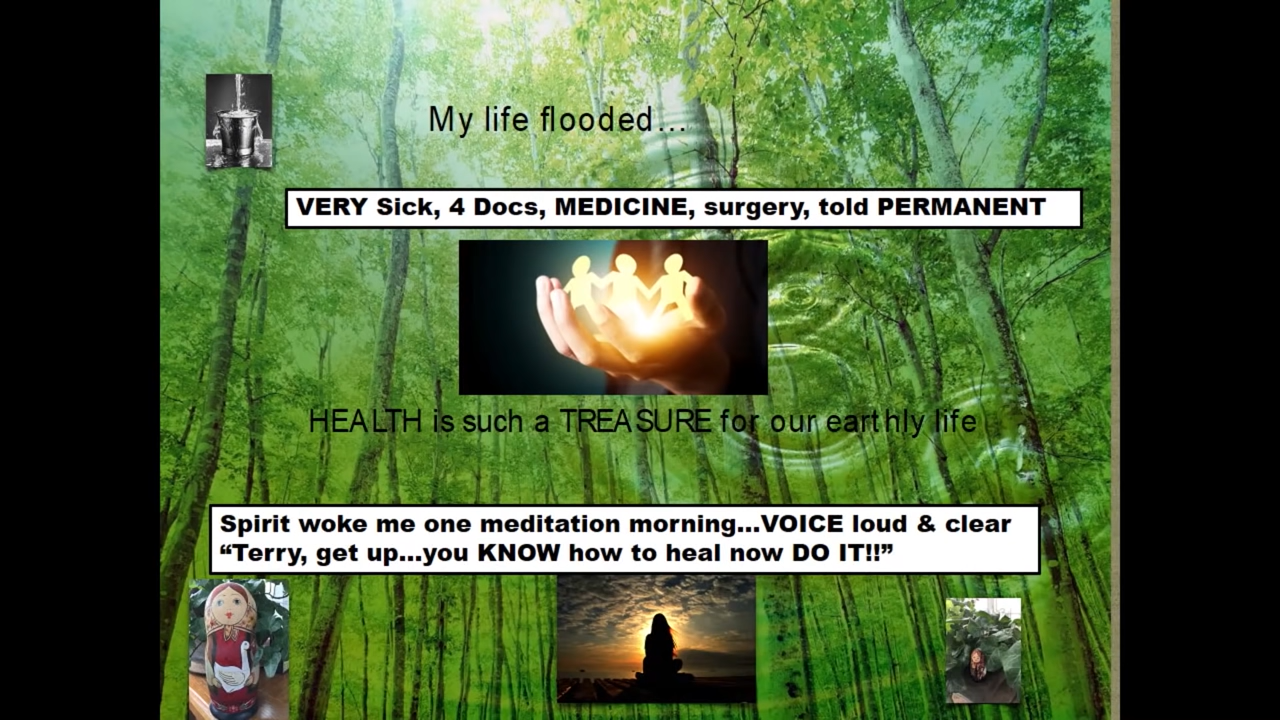 My life flooded...
VERY Sick, 4 Docs, MEDICINE, surgery, told PERMANENT
HEALTH is such a TREASURE for our earthly life
Spirit woke me one meditation morning...VOICE loud & clear
“Terry, get up...you KNOW how to heal now DO IT!!”